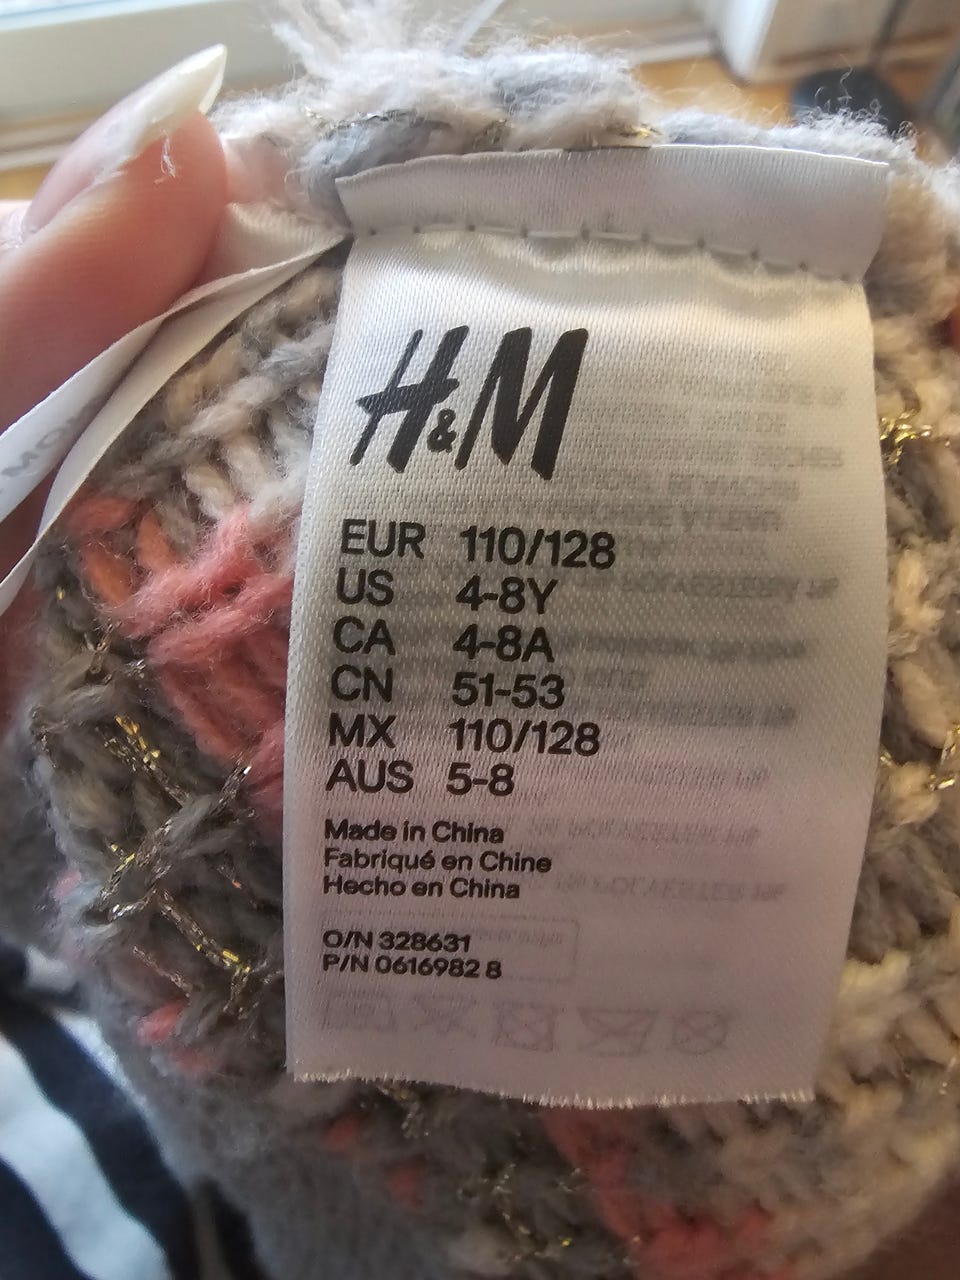 H&M
EUR 110/128
US 4-8Y
CA 4-8A
CN 51-53
MX 110/128
AUS 5-8
Made in China
Fabriqué en Chine
Hecho en China
O/N 328631
P/N 0616982 8